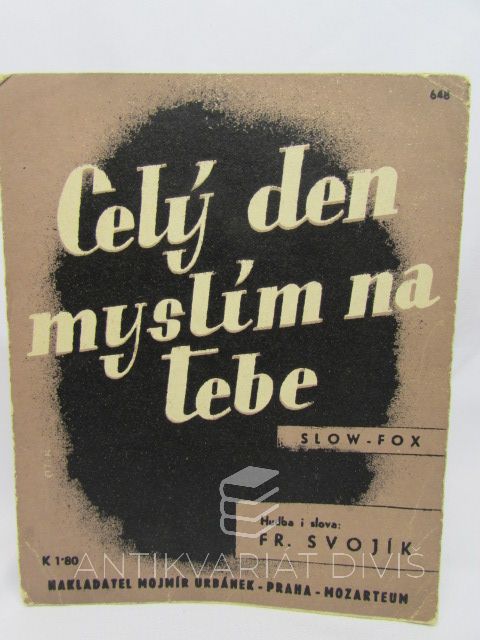 648
Celý den
myslím na
tebe
SLOW-FOX
Hudba i slova:
FR. SVOJÍK
K 1·80
ANTIKVARIÁT DIVIŠ
NAKLADATEL MOJMÍR URBÁNEK - PRAHA - MOZARTEUM